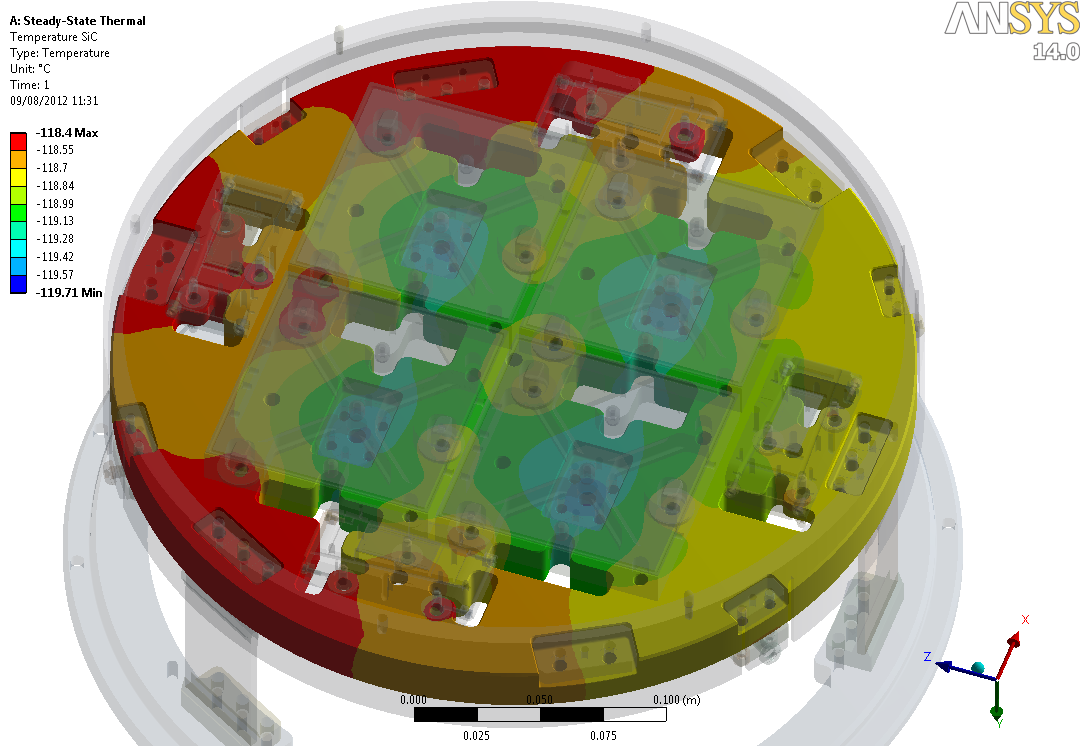 A: Steady-State Thermal
Temperature SiC
Type: Temperature
Unit: °C
Time: 1
09/08/2012 11:31
-118.4 Max
-118.55
-118.7
-118.84
-118.99
-119.13
-119.28
-119.42
-119.57
-119.71 Min
ANSYS
14.0
0.000 0.050 0.100 (m)
0.025 0.075
X
Z
Y